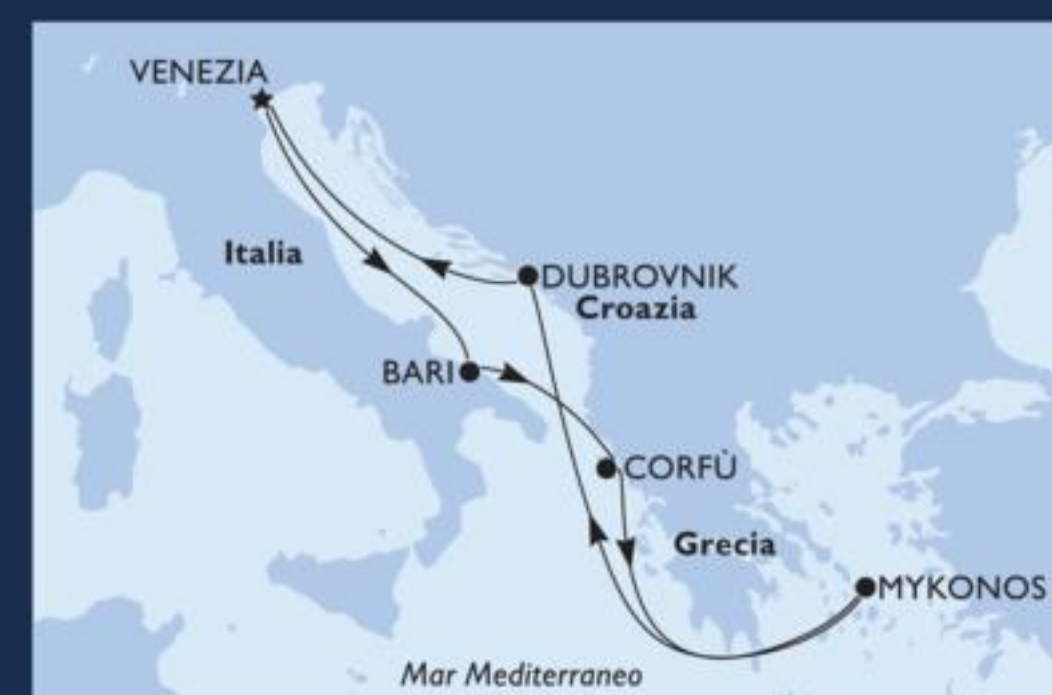 VENEZIA
Italia
DUBROVNIK
Croazia
BARI
CORFÙ
Grecia
MYKONOS
Mar Mediterraneo